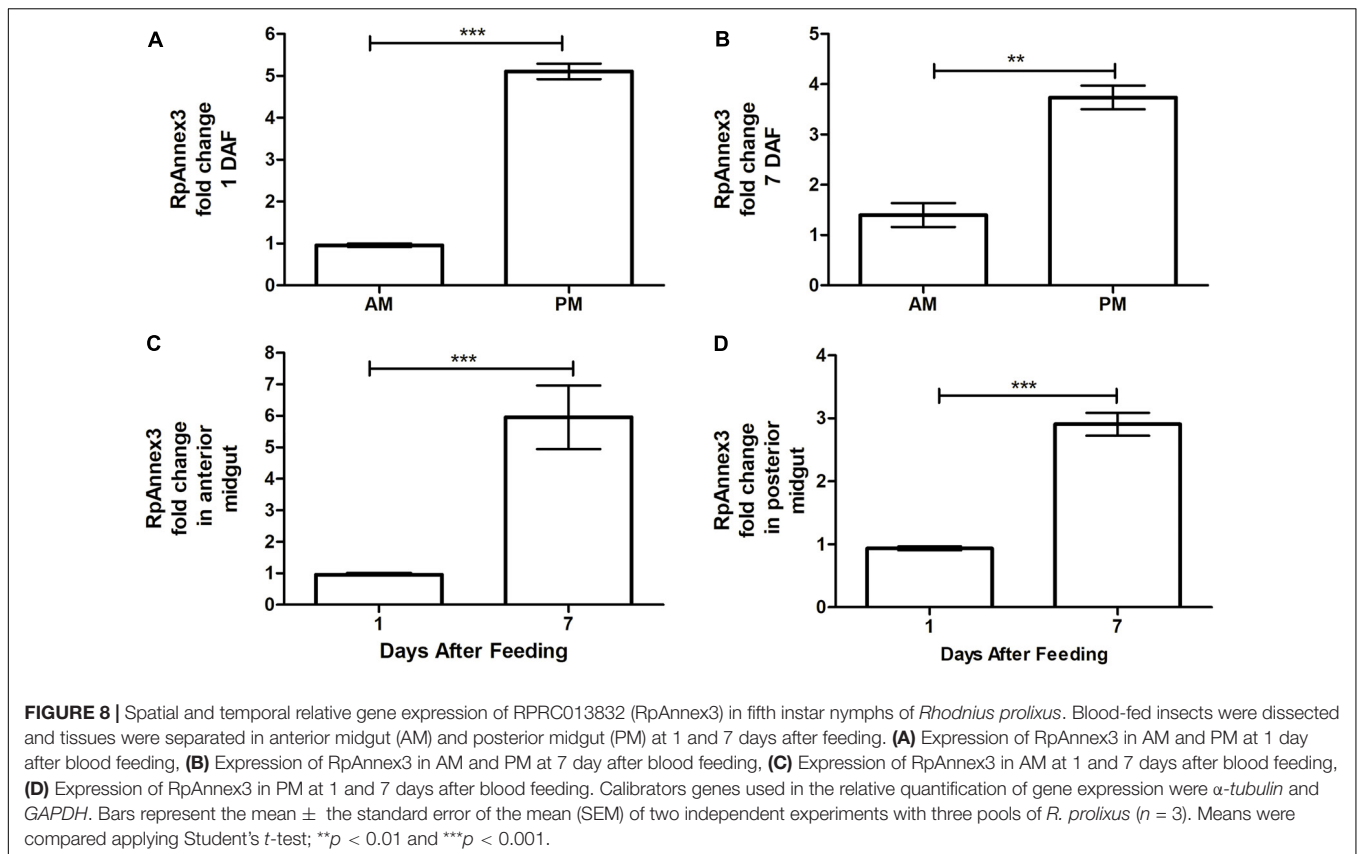 A
RpAnnex3
fold change
1 DAF
6
5
4
3
2
1
0
***
AM
PM
B
RpAnnex3
fold change
7 DAF
5
4
3
2
1
0
**
AM
PM
C
RpAnnex3
fold change
in anterior
midgut
8
7
6
5
4
3
2
1
0
***
1
7
Days After Feeding
D
RpAnnex3
fold change
in posterior
midgut
4
3
2
1
0
***
1
7
Days After Feeding
FIGURE 8 | Spatial and temporal relative gene expression of RPRC013832 (RpAnnex3) in fifth instar nymphs of Rhodnius prolixus. Blood-fed insects were dissected
and tissues were separated in anterior midgut (AM) and posterior midgut (PM) at 1 and 7 days after feeding. (A) Expression of RpAnnex3 in AM and PM at 1 day
after blood feeding, (B) Expression of RpAnnex3 in AM and PM at 7 day after blood feeding, (C) Expression of RpAnnex3 in AM at 1 and 7 days after blood feeding,
(D) Expression of RpAnnex3 in PM at 1 and 7 days after blood feeding. Calibrators genes used in the relative quantification of gene expression were α-tubulin and
GAPDH. Bars represent the mean ± the standard error of the mean (SEM) of two independent experiments with three pools of R. prolixus (n = 3). Means were
compared applying Student's t-test; **p < 0.01 and ***p < 0.001.